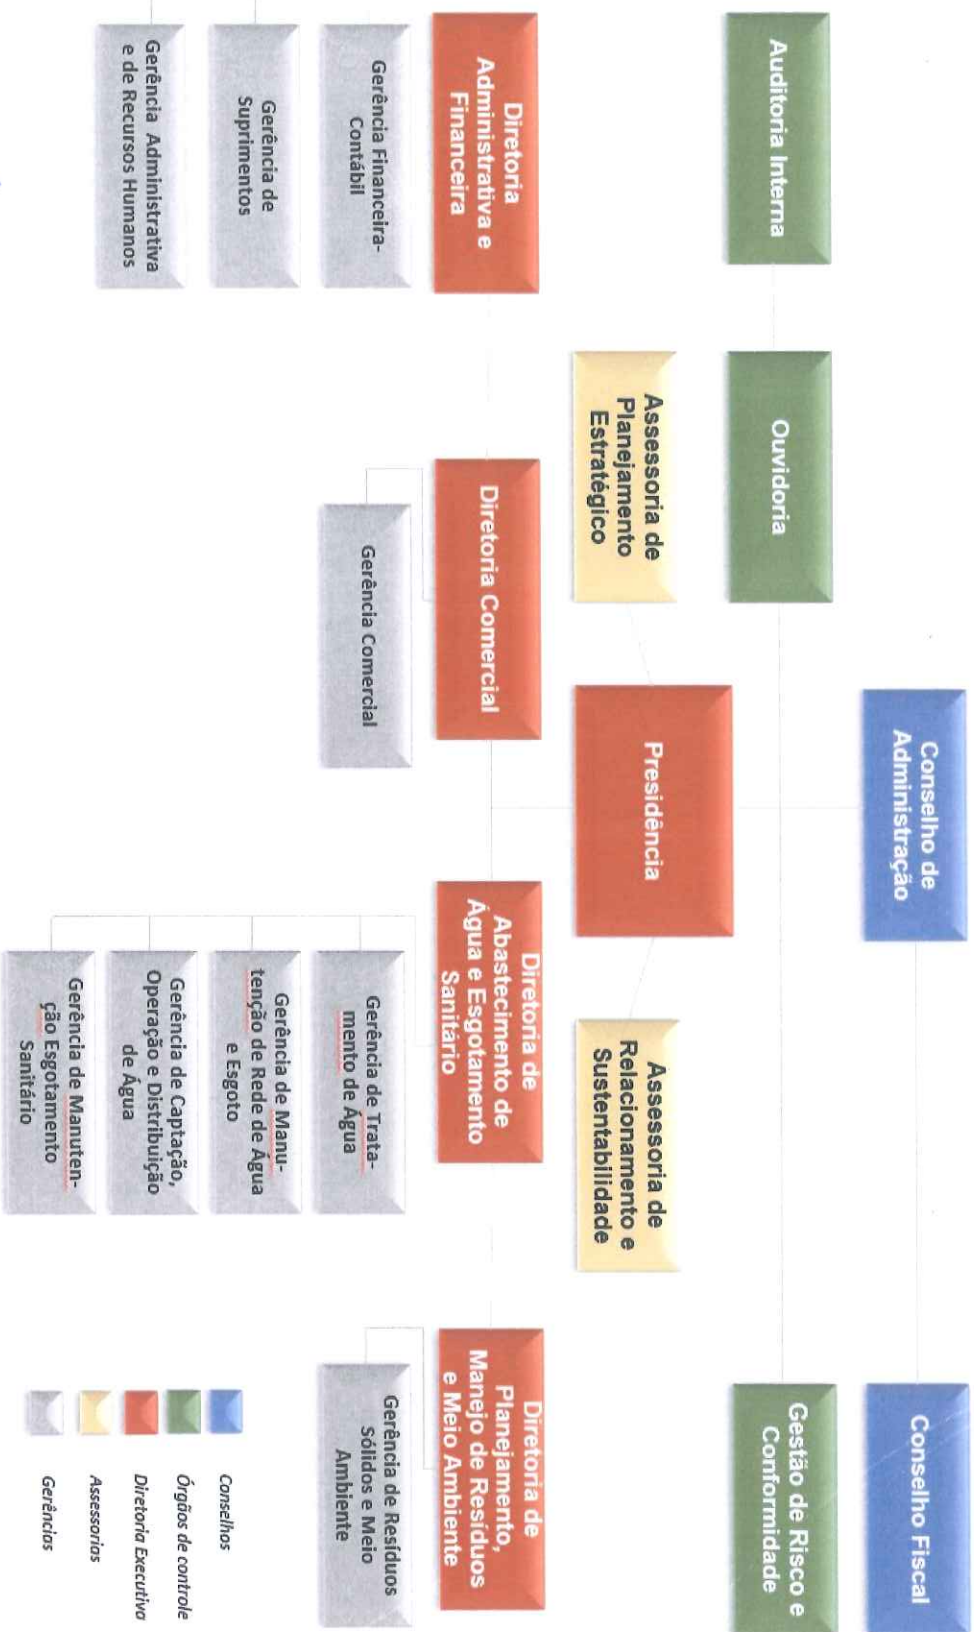 Conselho de
Administração
Conselho Fiscal
Auditoria Interna
Ouvidoria
Gestão de Risco e
Conformidade
Presidência
Assessoria de
Planejamento
Estratégico
Assessoria de
Relacionamento e
Sustentabilidade
Diretoria
Administrativa e
Financeira
Diretoria Comercial
Diretoria de
Abastecimento de
Água e Esgotamento
Sanitário
Diretoria de
Planejamento,
Manejo de Resíduos
e Meio Ambiente
Gerência Financeira-
Contábil
Gerência de
Suprimentos
Gerência Administrativa
e de Recursos Humanos
Gerência Comercial
Gerência de Trata-
mento de Água
Gerência de Manu-
tenção de Rede de Água
e Esgoto
Gerência de Captação,
Operação e Distribuição
de Água
Gerência de Manuten-
ção Esgotamento
Sanitário
Gerência de Resíduos
Sólidos e Meio
Ambiente
Conselhos
Órgãos de controle
Diretoria Executiva
Assessorias
Gerências